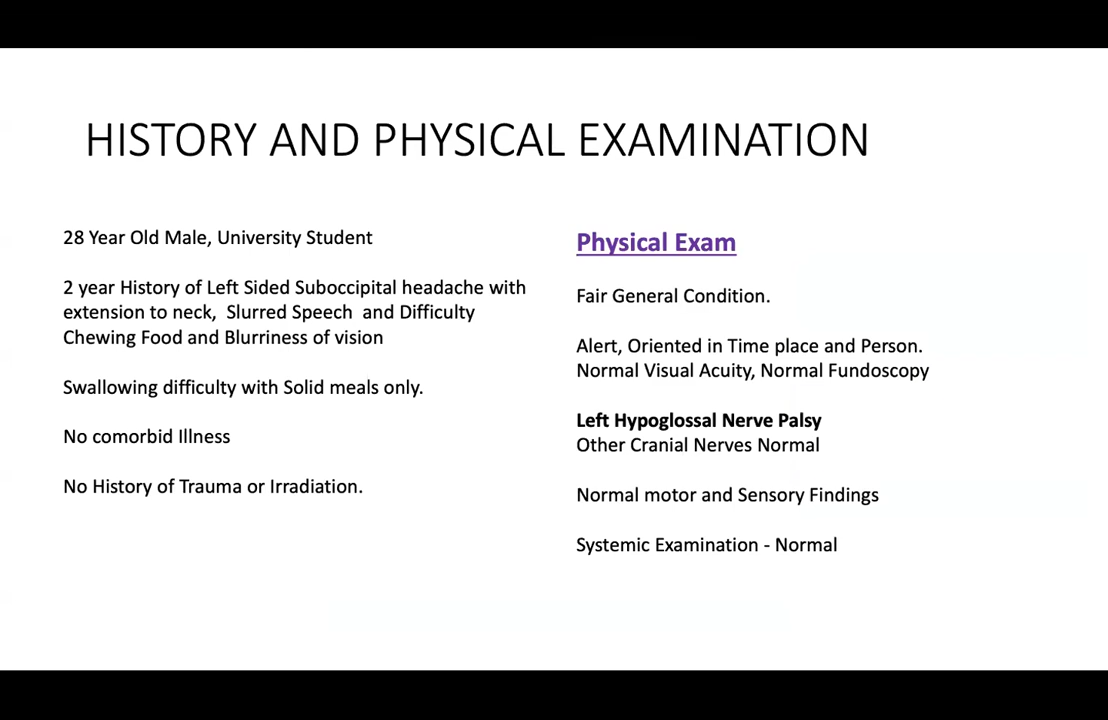 HISTORY AND PHYSICAL EXAMINATION
28 Year Old Male, University Student
2 year History of Left Sided Suboccipital headache with
extension to neck, Slurred Speech and Difficulty
Chewing Food and Blurriness of vision
Swallowing difficulty with Solid meals only.
No comorbid Illness
No History of Trauma or Irradiation.
Physical Exam
Fair General Condition.
Alert, Oriented in Time place and Person.
Normal Visual Acuity, Normal Fundoscopy
Left Hypoglossal Nerve Palsy
Other Cranial Nerves Normal
Normal motor and Sensory Findings
Systemic Examination - Normal